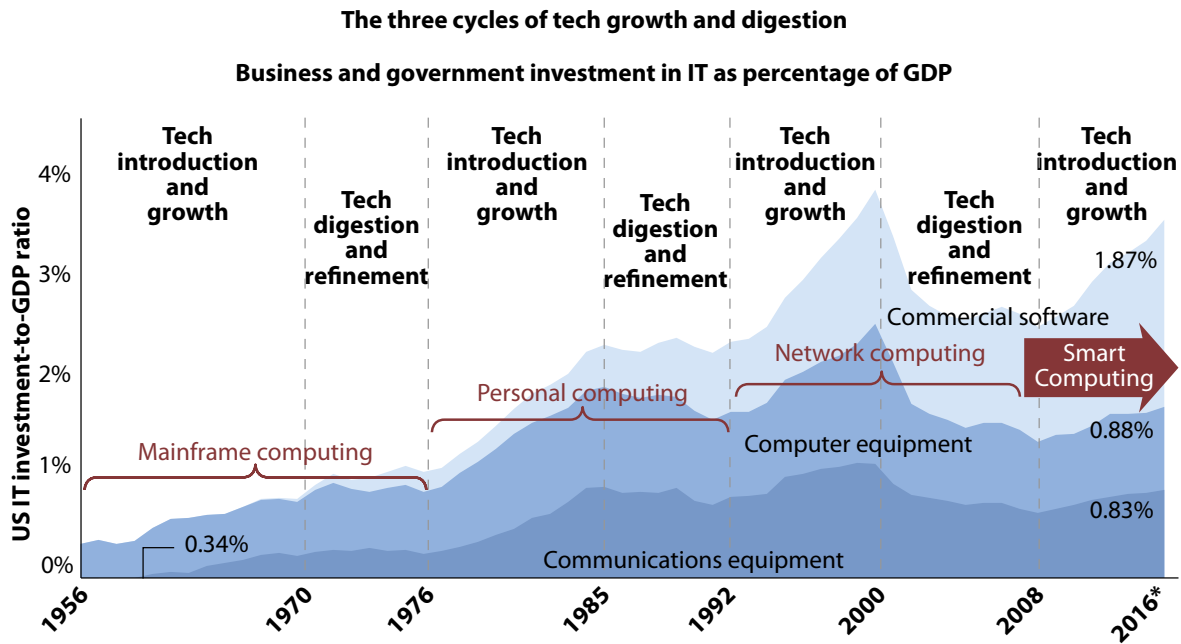 The three cycles of tech growth and digestion
Business and government investment in IT as percentage of GDP
US IT investment-to-GDP ratio
4%
3%
2%
1%
0%
Tech
introduction
and
growth
Tech
digestion
and
refinement
Tech
introduction
and
growth
Tech
digestion
and
refinement
Tech
introduction
and
growth
Tech
digestion
and
refinement
Tech
introduction
and
growth
1.87%
Commercial software
Mainframe computing
Personal computing
Network computing
Smart
Computing
Computer equipment
0.88%
0.34%
0.83%
Communications equipment
1956
1970
1976
1985
1992
2000
2008
2016*